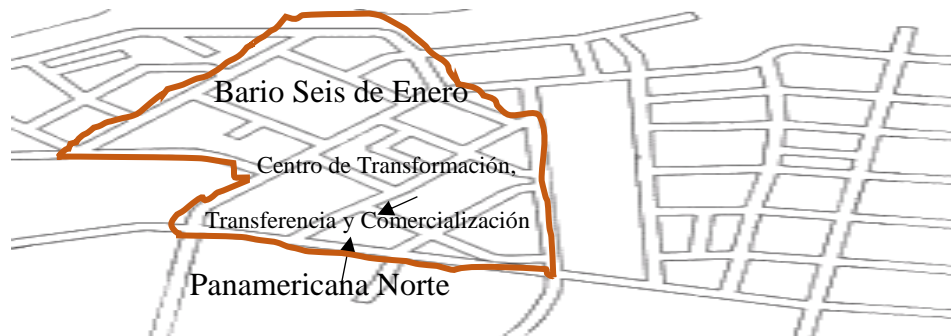 Bario Seis de Enero
Centro de Transformación,
Transferencia y Comercialización
Panamericana Norte